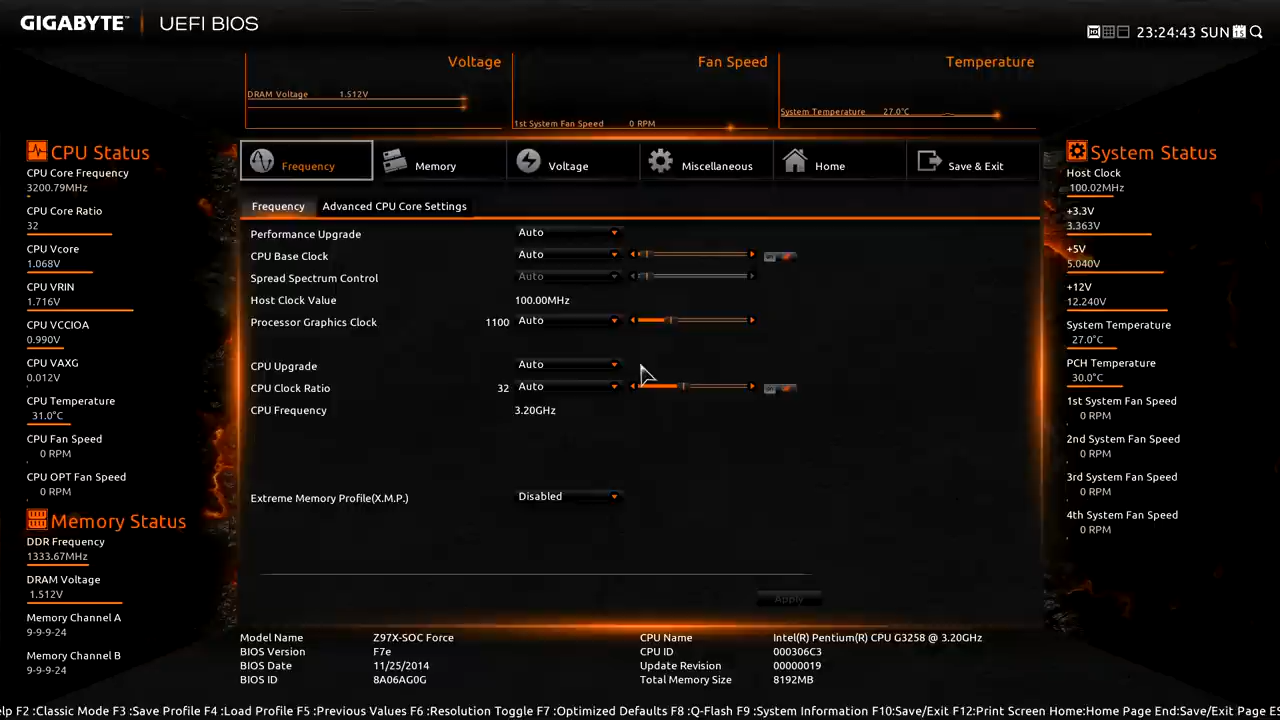 GIGABYTE™ UEFI BIOS
23:24:43 SUN
Voltage
DRAM Voltage 1.512V
Fan Speed
1st System Fan Speed 0 RPM
Temperature
System Temperature 27.0°C
CPU Status
CPU Core Frequency
3200.79MHz
CPU Core Ratio
32
CPU Vcore
1.068V
CPU VRIN
1.716V
CPU VCCIOA
0.990V
CPU VAXG
0.012V
CPU Temperature
31.0°C
CPU Fan Speed
0 RPM
CPU OPT Fan Speed
0 RPM
Memory Status
DDR Frequency
1333.67MHz
DRAM Voltage
1.512V
Memory Channel A
9-9-9-24
Memory Channel B
9-9-9-24
Frequency Memory Voltage Miscellaneous Home Save & Exit
Frequency Advanced CPU Core Settings
Performance Upgrade Auto
CPU Base Clock Auto
Spread Spectrum Control Auto
Host Clock Value 100.00MHz
Processor Graphics Clock 1100 Auto
CPU Upgrade Auto
CPU Clock Ratio 32 Auto
CPU Frequency 3.20GHz
Extreme Memory Profile(X.M.P.) Disabled
Apply
System Status
Host Clock
100.02MHz
+3.3V
3.363V
+5V
5.040V
+12V
12.240V
System Temperature
27.0°C
PCH Temperature
30.0°C
1st System Fan Speed
0 RPM
2nd System Fan Speed
0 RPM
3rd System Fan Speed
0 RPM
4th System Fan Speed
0 RPM
Model Name Z97X-SOC Force
BIOS Version F7e
BIOS Date 11/25/2014
BIOS ID 8A06AG0G
CPU Name Intel(R) Pentium(R) CPU G3258 @ 3.20GHz
CPU ID 000306C3
Update Revision 00000019
Total Memory Size 8192MB
elp F2 :Classic Mode F3 :Save Profile F4 :Load Profile F5 :Previous Values F6 :Resolution Toggle F7 :Optimized Defaults F8 :Q-Flash F9 :System Information F10:Save/Exit F12:Print Screen Home:Home Page End:Save/Exit Page ES